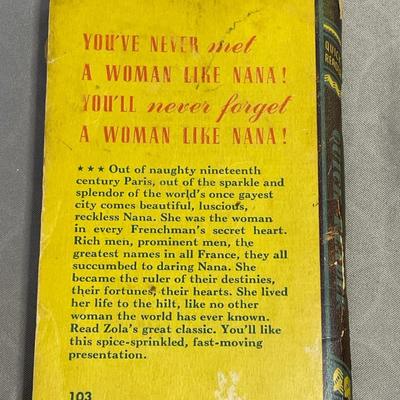 YOU'VE NEVER met
A WOMAN LIKE NANA!
YOU'LL never forget
A WOMAN LIKE NANA!
★★★ Out of naughty nineteenth
century Paris, out of the sparkle and
splendor of the world's once gayest
city comes beautiful, luscious,
reckless Nana. She was the woman
in every Frenchman's secret heart.
Rich men, prominent men, the
greatest names in all France, they
all succumbed to daring Nana. She
became the ruler of their destinies,
their fortunes, their hearts. She lived
her life to the hilt, like no other
woman the world has ever known.
Read Zola's great classic. You'll like
this spice-sprinkled, fast-moving
presentation.
103
QUICK
READER